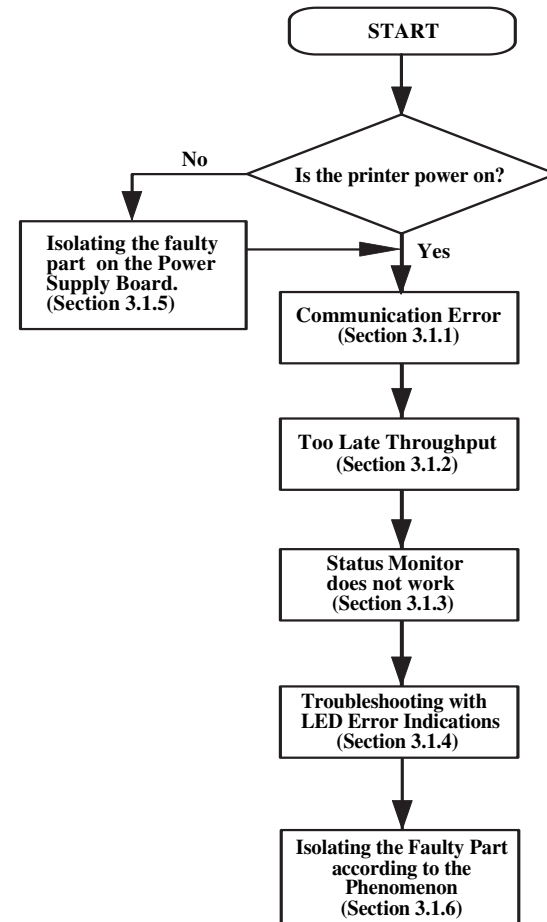 START
Is the printer power on?
No
Yes
Isolating the faulty
part on the Power
Supply Board.
(Section 3.1.5)
Communication Error
(Section 3.1.1)
Too Late Throughput
(Section 3.1.2)
Status Monitor
does not work
(Section 3.1.3)
Troubleshooting with
LED Error Indications
(Section 3.1.4)
Isolating the Faulty Part
according to the
Phenomenon
(Section 3.1.6)